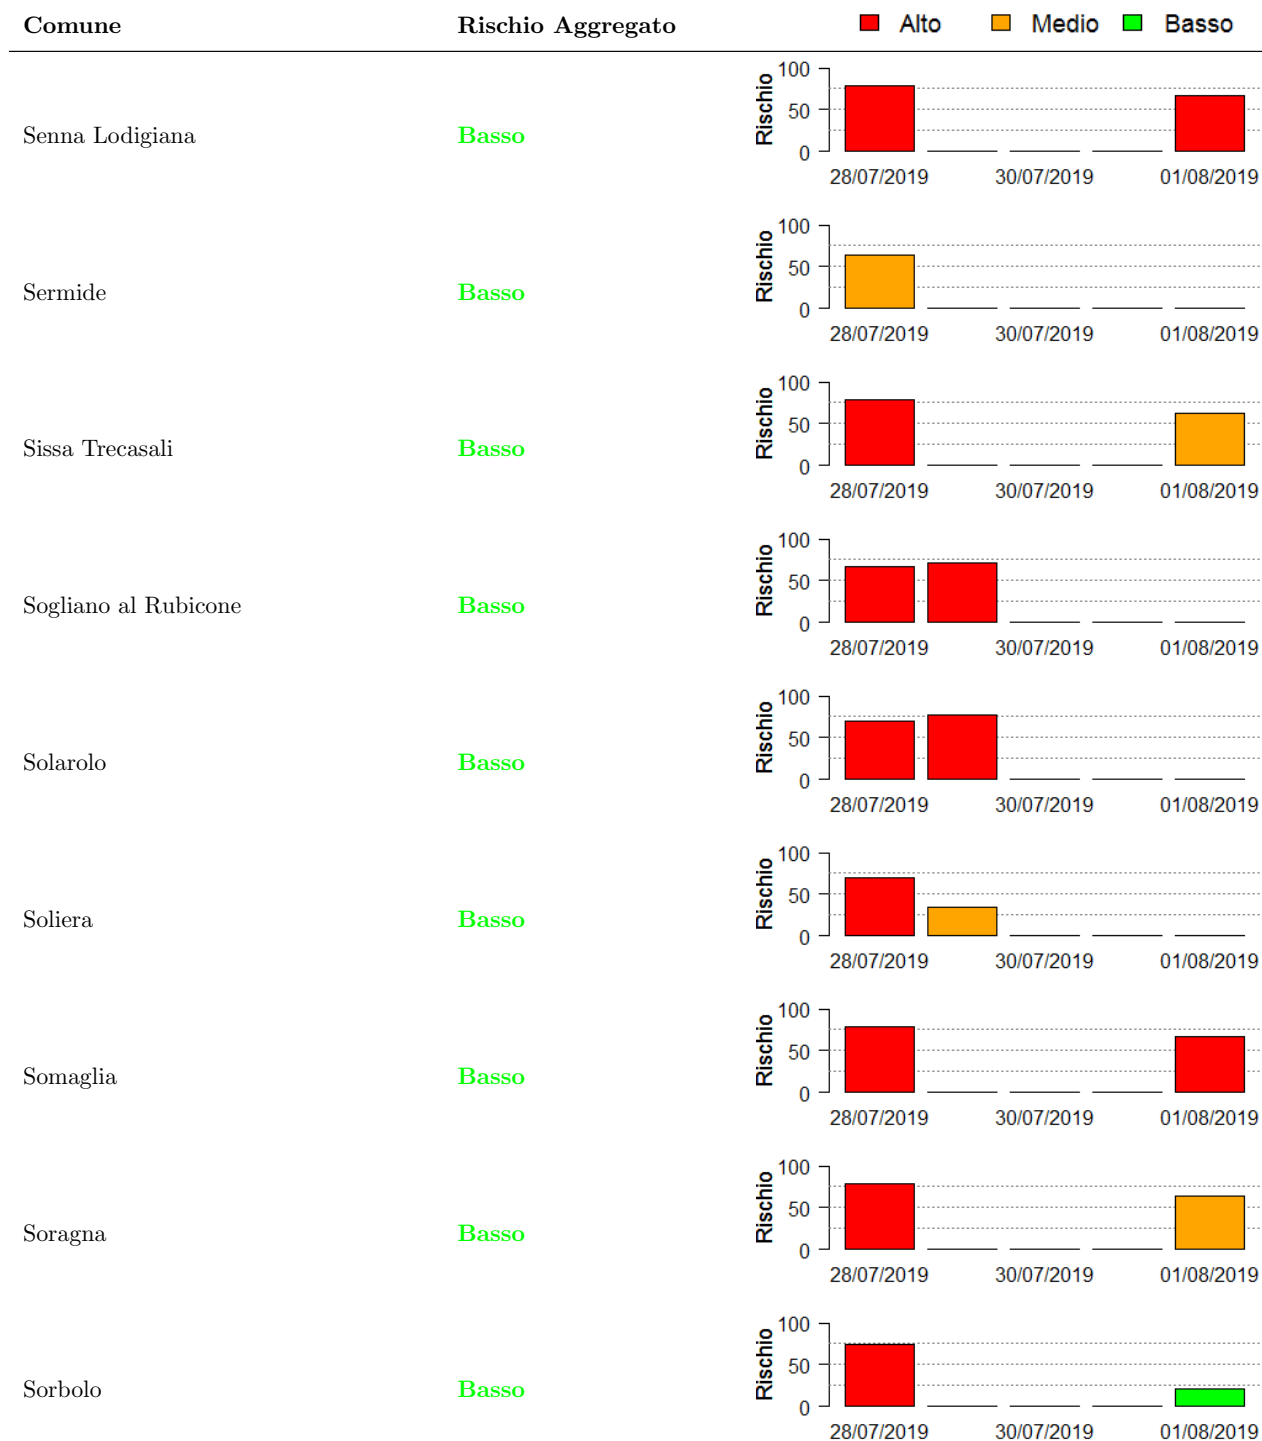 Comune Rischio Aggregato Alto Medio Basso
100
50
0
Rischio
Senna Lodigiana Basso
28/07/2019 30/07/2019 01/08/2019
100
50
0
Rischio
Sermide Basso
28/07/2019 30/07/2019 01/08/2019
100
50
0
Rischio
Sissa Trecasali Basso
28/07/2019 30/07/2019 01/08/2019
100
50
0
Rischio
Sogliano al Rubicone Basso
28/07/2019 30/07/2019 01/08/2019
100
50
0
Rischio
Solarolo Basso
28/07/2019 30/07/2019 01/08/2019
100
50
0
Rischio
Soliera Basso
28/07/2019 30/07/2019 01/08/2019
100
50
0
Rischio
Somaglia Basso
28/07/2019 30/07/2019 01/08/2019
100
50
0
Rischio
Soragna Basso
28/07/2019 30/07/2019 01/08/2019
100
50
0
Rischio
Sorbolo Basso
28/07/2019 30/07/2019 01/08/2019